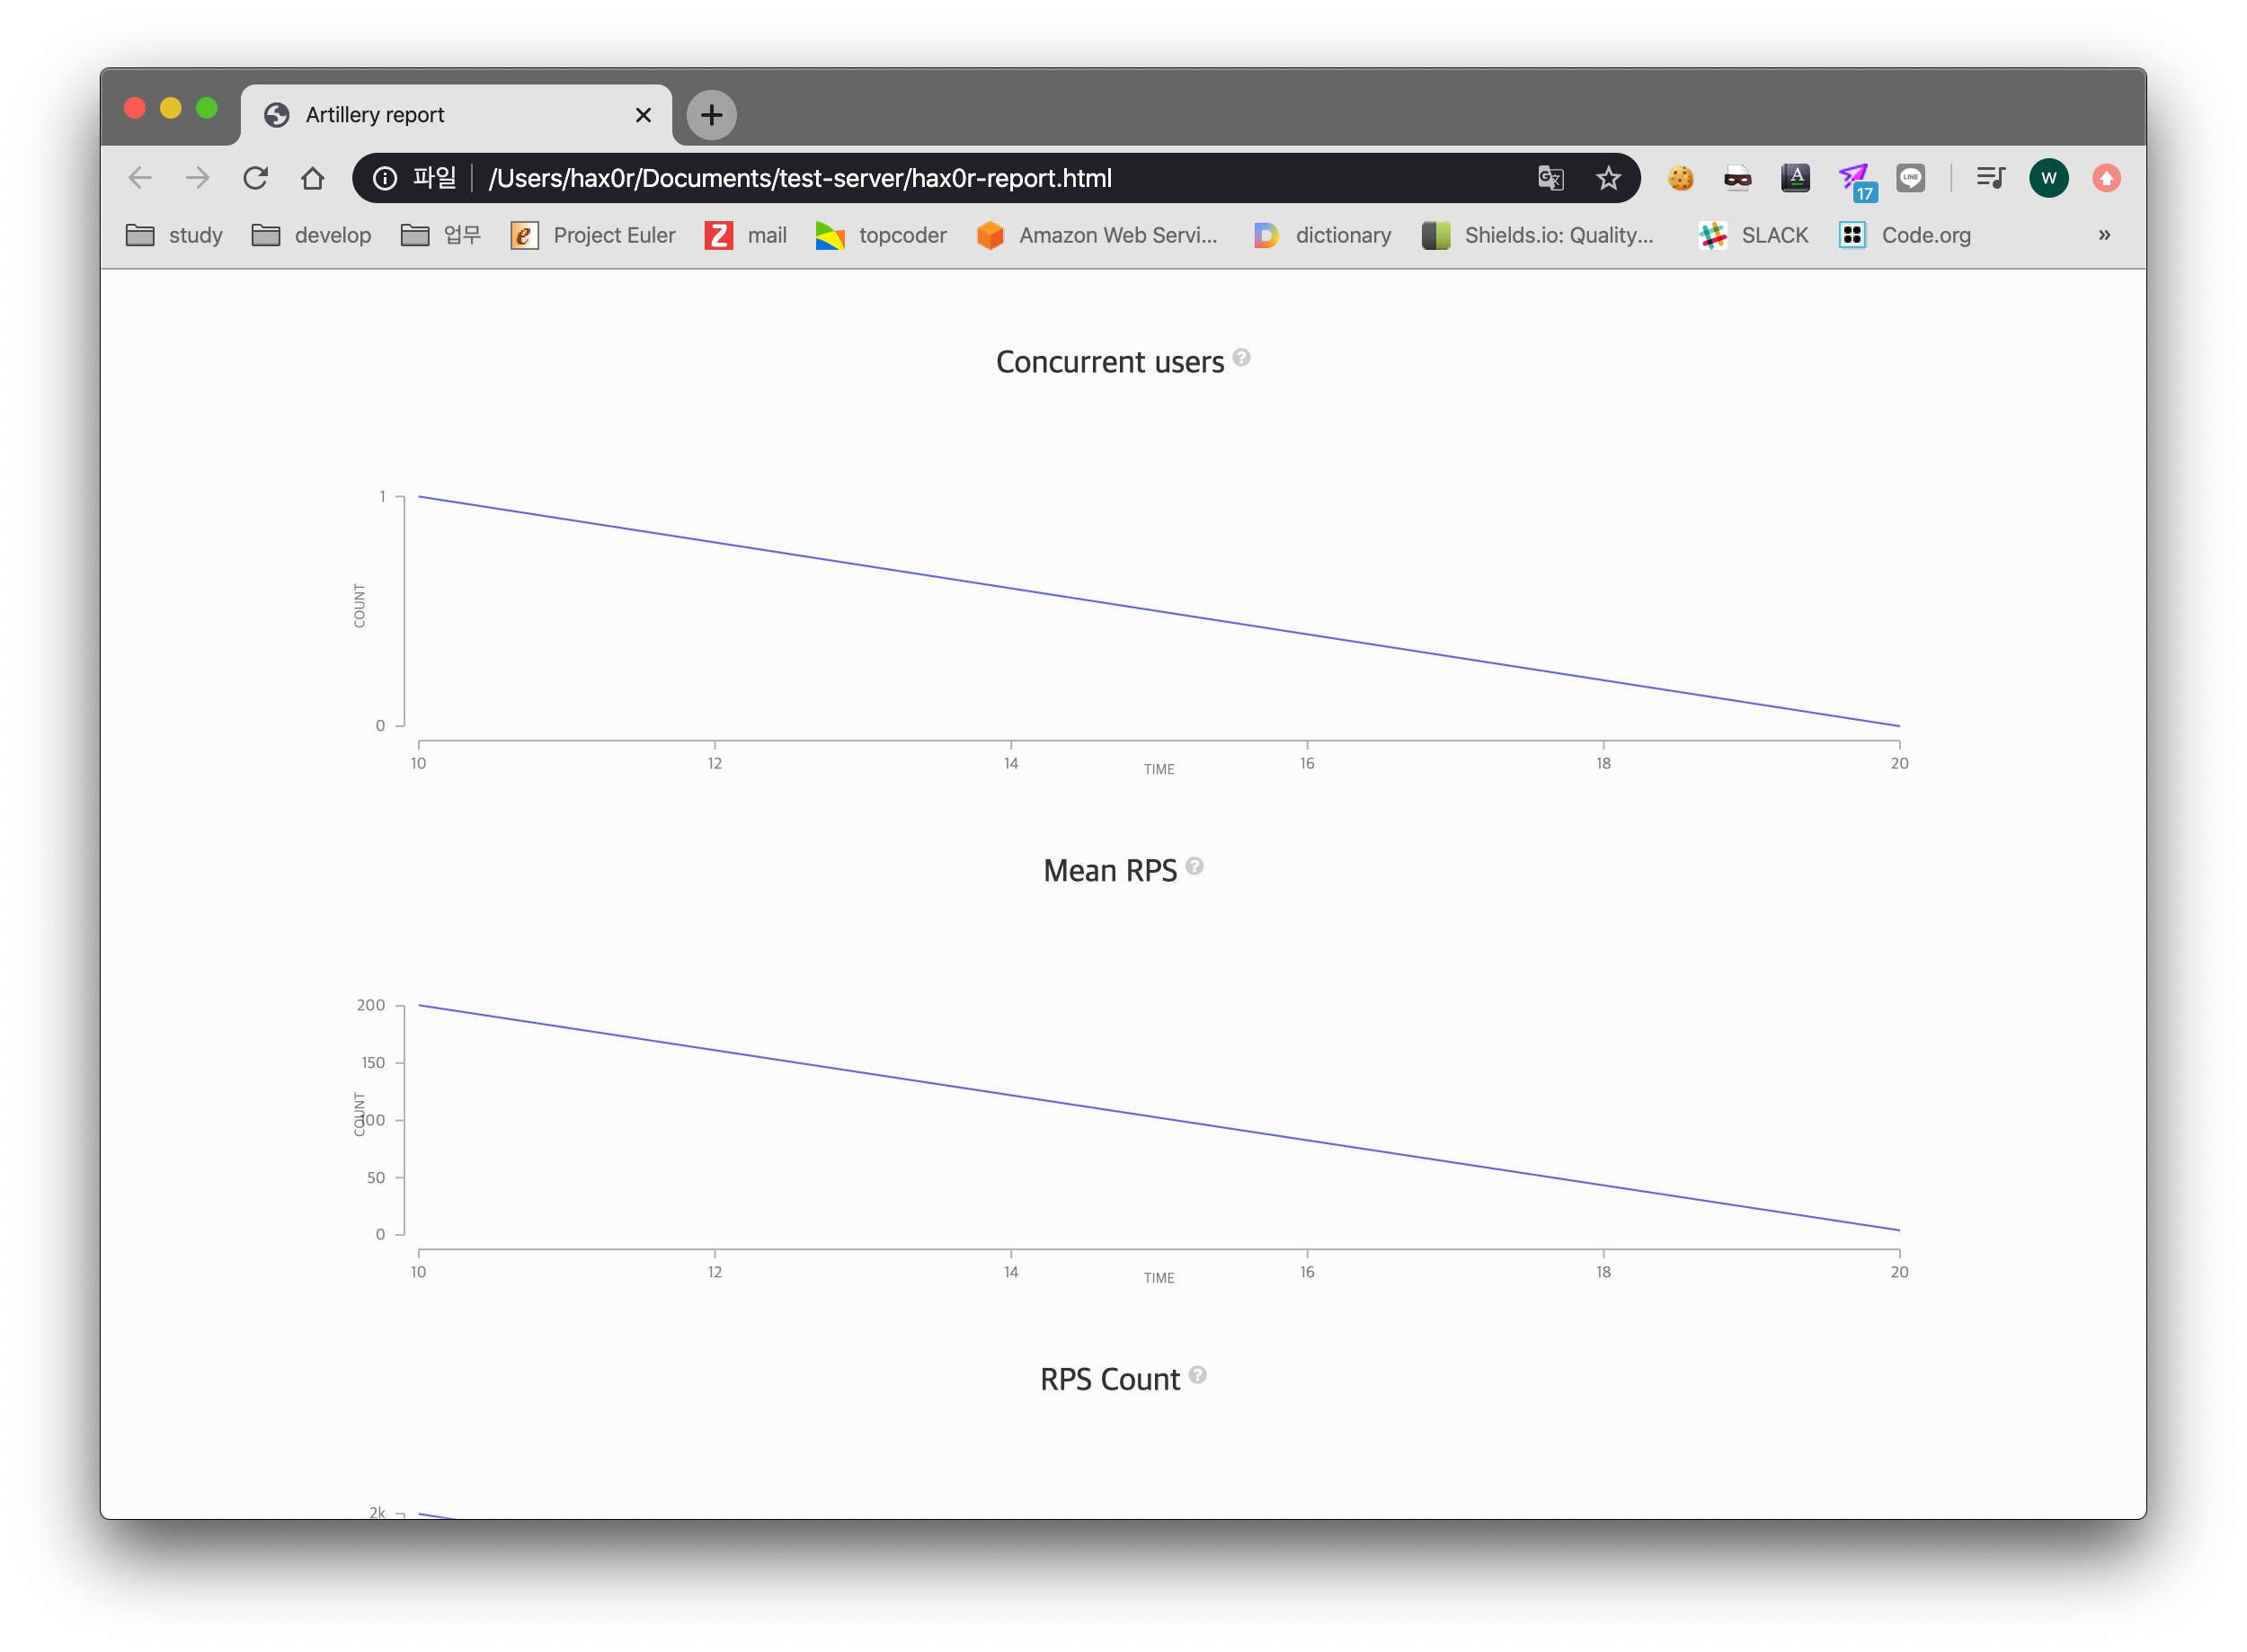 Artillery report
파일 /Users/hax0r/Documents/test-server/hax0r-report.html
17
W
LINE
study develop 업무 Project Euler mail topcoder Amazon Web Servi... dictionary Shields.io: Quality... SLACK Code.org »
Concurrent users ?
1
COUNT
0
10 12 14 16 18 20
TIME
Mean RPS ?
200
150
100
COUNT
50
0
10 12 14 16 18 20
TIME
RPS Count ?
2k